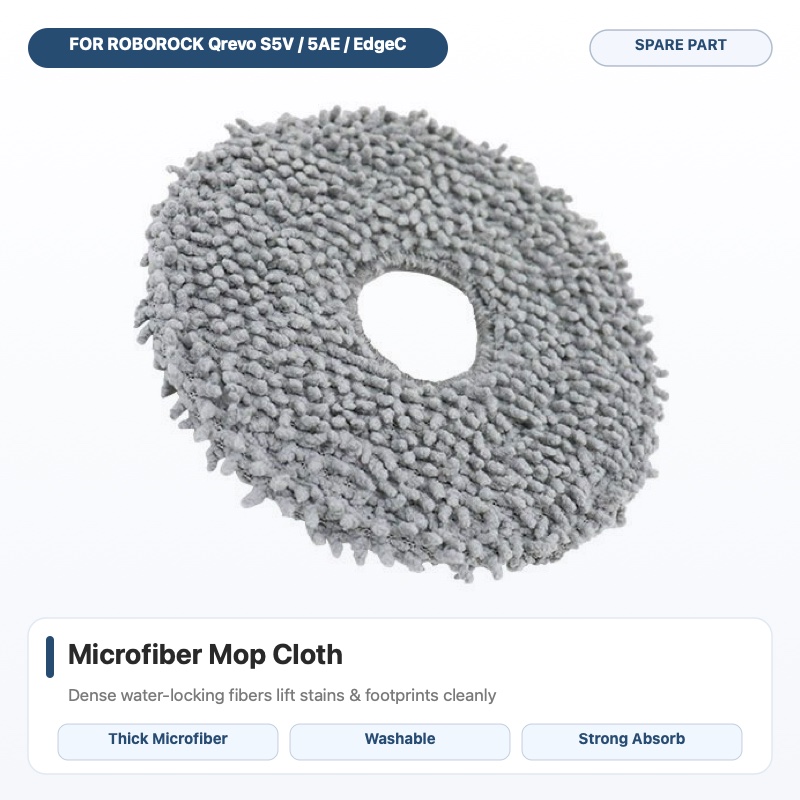 FOR ROBOROCK Qrevo S5V / 5AE / EdgeC
SPARE PART
Microfiber Mop Cloth
Dense water-locking fibers lift stains & footprints cleanly
Thick Microfiber
Washable
Strong Absorb